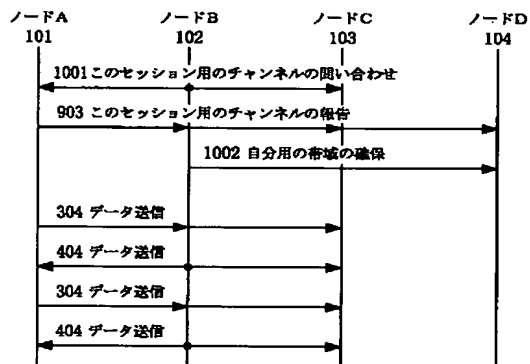 ノードA ノードB ノードC ノードD
101 102 103 104
1001 このセッション用のチャンネルの問い合わせ
903 このセッション用のチャンネルの報告
1002 自分用の帯域の確保
304 データ送信
404 データ送信
304 データ送信
404 データ送信